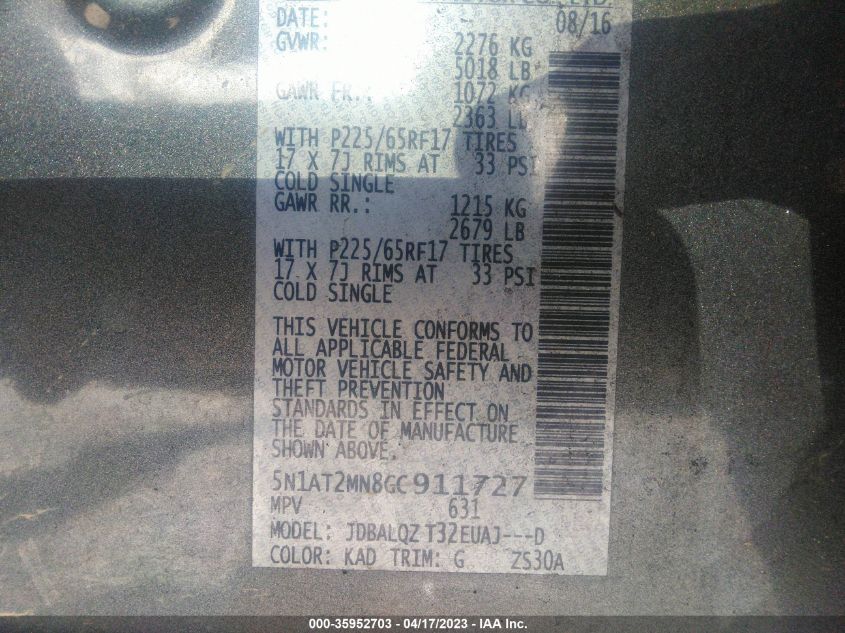 CO., LTD.
DATE: 08/16
GVWR: 2276 KG
5018 LB
GAWR FR.: 1072 KG
2363 LB
WITH P225/65RF17 TIRES
17 X 7J RIMS AT 33 PSI
COLD SINGLE
GAWR RR.: 1215 KG
2679 LB
WITH P225/65RF17 TIRES
17 X 7J RIMS AT 33 PSI
COLD SINGLE
THIS VEHICLE CONFORMS TO
ALL APPLICABLE FEDERAL
MOTOR VEHICLE SAFETY AND
THEFT PREVENTION
STANDARDS IN EFFECT ON
THE DATE OF MANUFACTURE
SHOWN ABOVE.
5N1AT2MN8GC911727
MPV 631
MODEL: JDBALQZ T32EUAJ---D
COLOR: KAD TRIM: G ZS30A
000-35952703 - 04/17/2023 - IAA Inc.